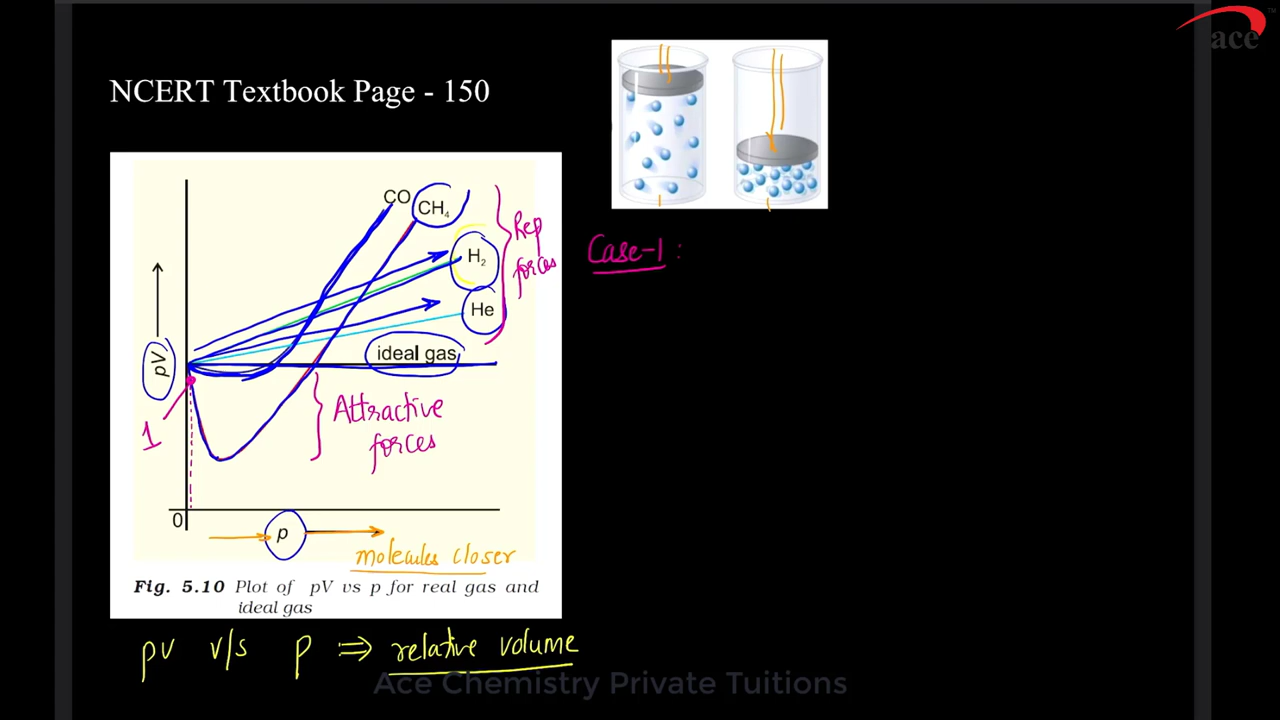 ace
NCERT Textbook Page - 150
CO
CH₄
H₂
He
ideal gas
Rep
forces
pV
1
Attractive
forces
0
p
molecules closer
Fig. 5.10 Plot of pV vs p for real gas and
ideal gas
Case-1 :
pv v/s p ⇒ relative volume
Ace Chemistry Private Tuitions